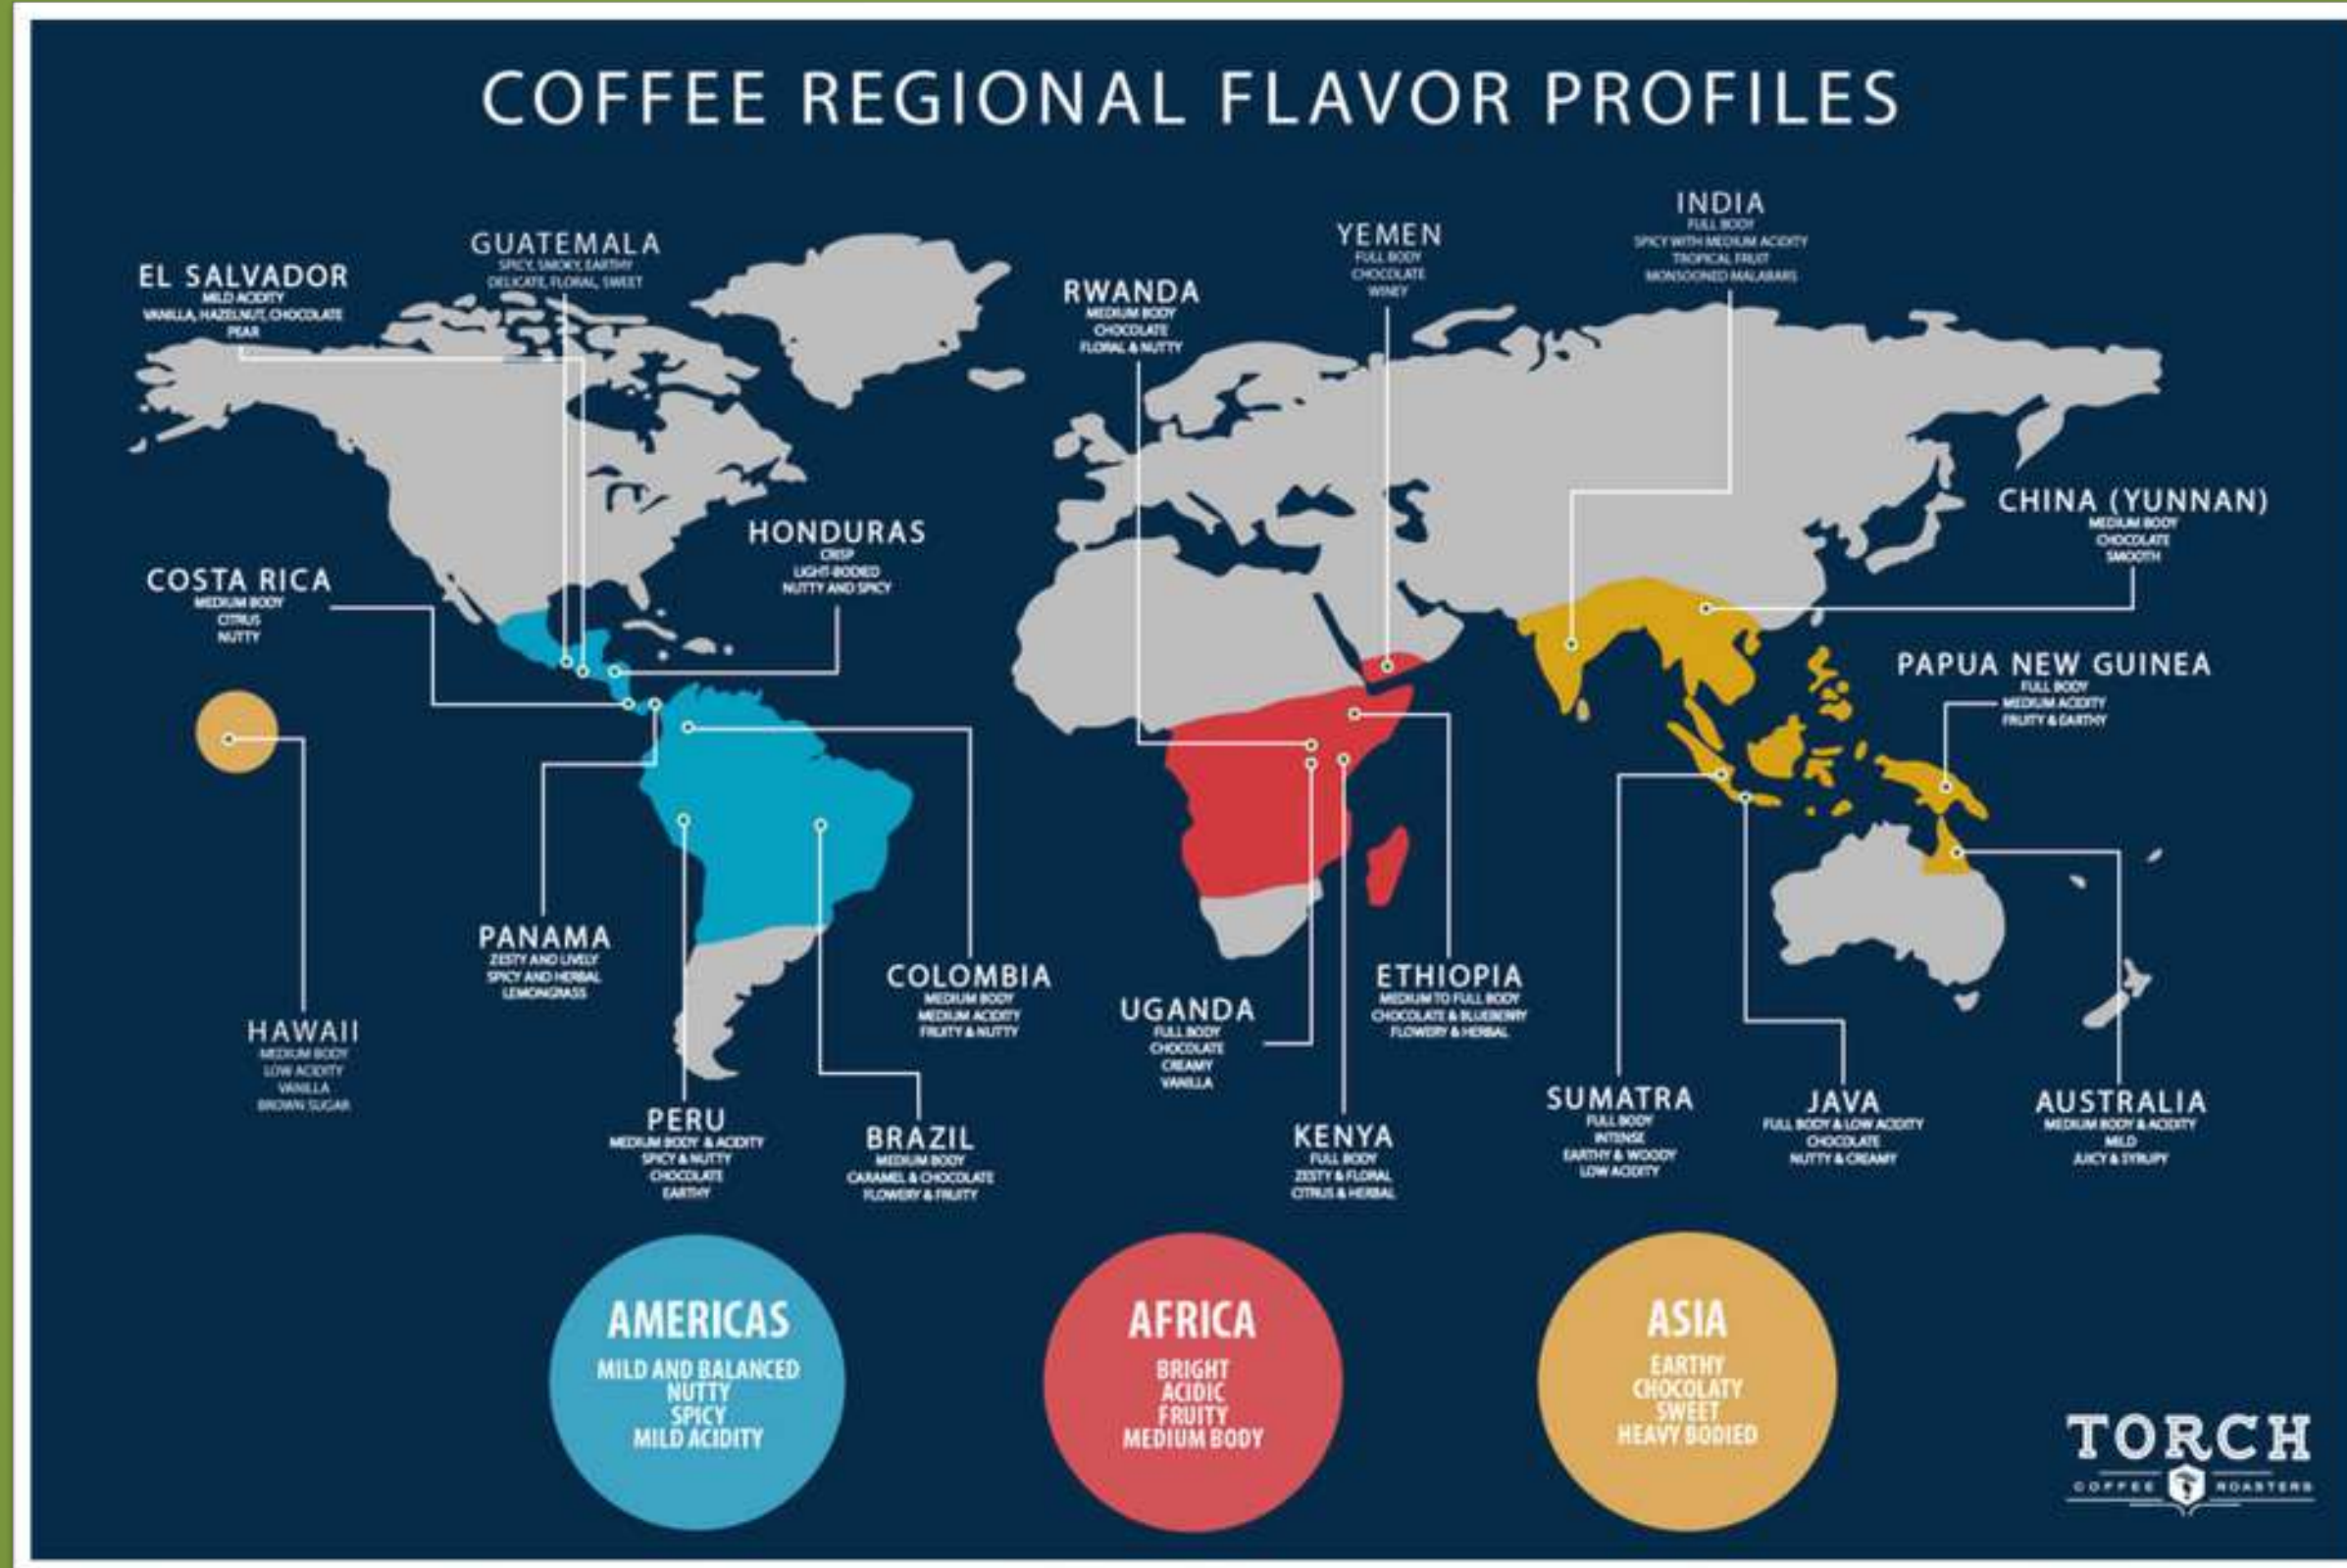 COFFEE REGIONAL FLAVOR PROFILES
EL SALVADOR
MILD ACIDITY
VANILLA, HAZELNUT, CHOCOLATE
PEAR
GUATEMALA
SPICY, SMOKY, EARTHY
DELICATE, FLORAL, SWEET
RWANDA
MEDIUM BODY
CHOCOLATE
FLORAL & NUTTY
YEMEN
FULL BODY
CHOCOLATE
WINEY
INDIA
FULL BODY
SPICY WITH MEDIUM ACIDITY
TROPICAL FRUIT
MONSOONED MALABARS
COSTA RICA
MEDIUM BODY
CITRUS
NUTTY
HONDURAS
CRISP
LIGHT-BODIED
NUTTY AND SPICY
CHINA (YUNNAN)
MEDIUM BODY
CHOCOLATE
SMOOTH
PAPUA NEW GUINEA
FULL BODY
MEDIUM ACIDITY
FRUITY & EARTHY
HAWAII
MEDIUM BODY
LOW ACIDITY
VANILLA
BROWN SUGAR
PANAMA
ZESTY AND LIVELY
SPICY AND HERBAL
LEMONGRASS
COLOMBIA
MEDIUM BODY
MEDIUM ACIDITY
FRUITY & NUTTY
PERU
MEDIUM BODY & ACIDITY
SPICY & NUTTY
CHOCOLATE
EARTHY
BRAZIL
MEDIUM BODY
CARAMEL & CHOCOLATE
FLOWERY & FRUITY
UGANDA
FULL BODY
CHOCOLATE
CREAMY
VANILLA
ETHIOPIA
MEDIUM TO FULL BODY
CHOCOLATE & BLUEBERRY
FLOWERY & HERBAL
KENYA
FULL BODY
ZESTY & FLORAL
CITRUS & HERBAL
SUMATRA
FULL BODY
INTENSE
EARTHY & WOODY
LOW ACIDITY
JAVA
FULL BODY & LOW ACIDITY
CHOCOLATE
NUTTY & CREAMY
AUSTRALIA
MEDIUM BODY & ACIDITY
MILD
JUICY & SYRUPY
AMERICAS
MILD AND BALANCED
NUTTY
SPICY
MILD ACIDITY
AFRICA
BRIGHT
ACIDIC
FRUITY
MEDIUM BODY
ASIA
EARTHY
CHOCOLATY
SWEET
HEAVY BODIED
TORCH
COFFEE ROASTERS